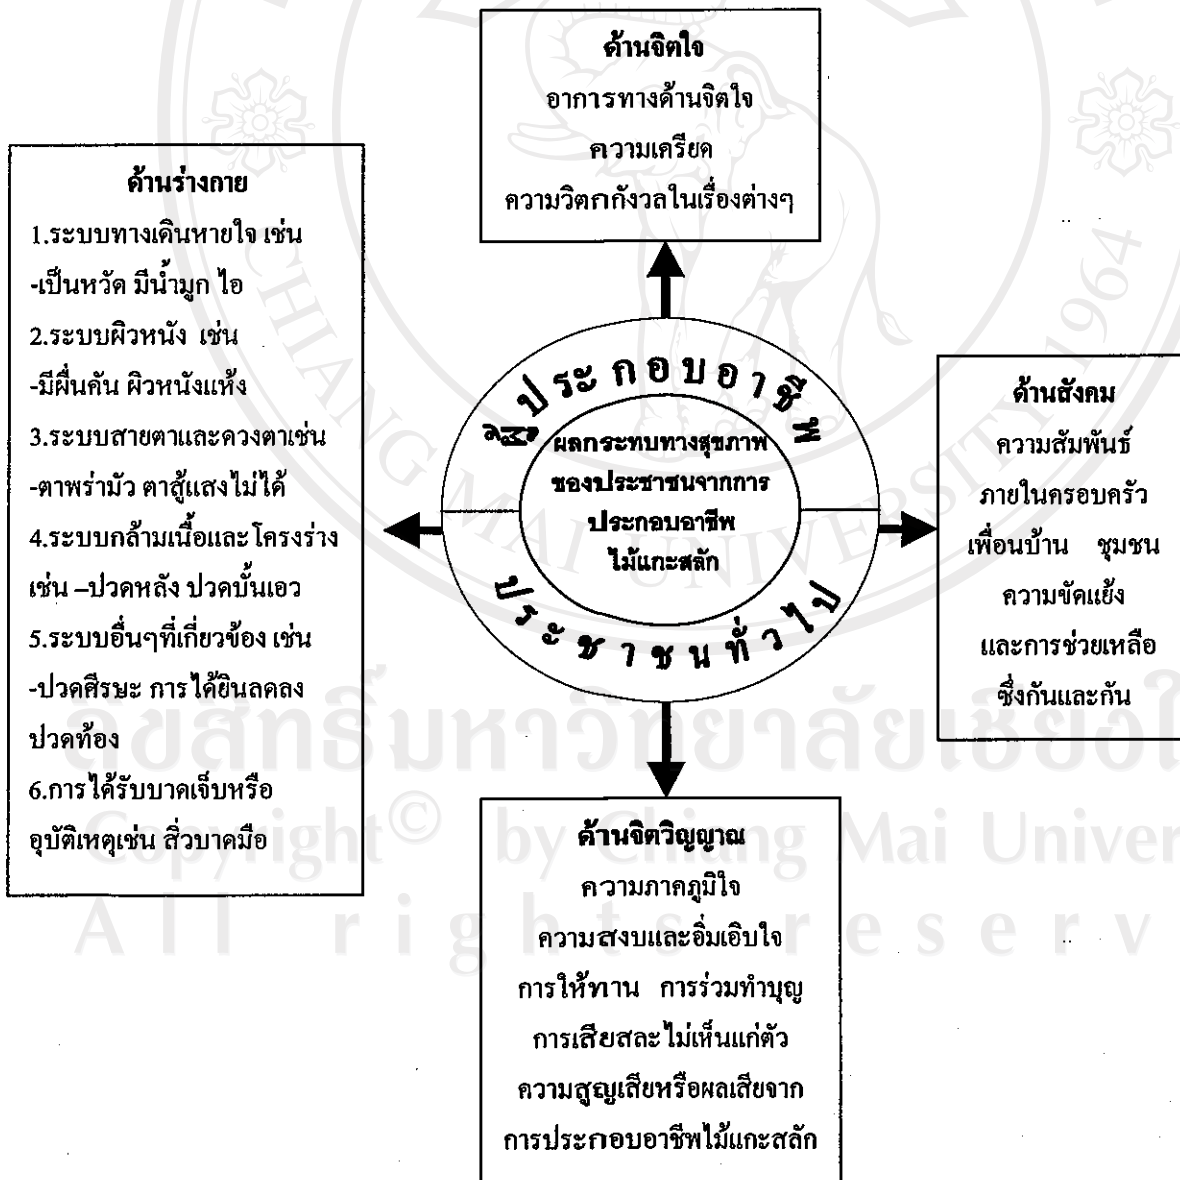 ด้านจิตใจ
อาการทางด้านจิตใจ
ความเครียด
ความวิตกกังวลในเรื่องต่างๆ
ด้านร่างกาย
1.ระบบทางเดินหายใจ เช่น
-เป็นหวัด มีน้ำมูก ไอ
2.ระบบผิวหนัง เช่น
-มีผื่นคัน ผิวหนังแห้ง
3.ระบบสายตาและดวงตาเช่น
-ตาพร่ามัว ตาสู้แสงไม่ได้
4.ระบบกล้ามเนื้อและโครงร่าง
เช่น –ปวดหลัง ปวดบั้นเอว
5.ระบบอื่นๆที่เกี่ยวข้อง เช่น
-ปวดศีรษะ การได้ยินลดลง
ปวดท้อง
6.การได้รับบาดเจ็บหรือ
อุบัติเหตุเช่น สิ่วบาดมือ
ผู้ประกอบอาชีพ
ผลกระทบทางสุขภาพ
ของประชาชนจากการ
ประกอบอาชีพ
ไม้แกะสลัก
ประชาชนทั่วไป
ด้านสังคม
ความสัมพันธ์
ภายในครอบครัว
เพื่อนบ้าน ชุมชน
ความขัดแย้ง
และการช่วยเหลือ
ซึ่งกันและกัน
ด้านจิตวิญญาณ
ความภาคภูมิใจ
ความสงบและอิ่มเอิบใจ
การให้ทาน การร่วมทำบุญ
การเสียสละไม่เห็นแก่ตัว
ความสูญเสียหรือผลเสียจาก
การประกอบอาชีพไม้แกะสลัก
CHIANG MAI UNIVERSITY 1964
ลิขสิทธิ์มหาวิทยาลัยเชียงใ
Copyright© by Chiang Mai Univer
All rights reserv